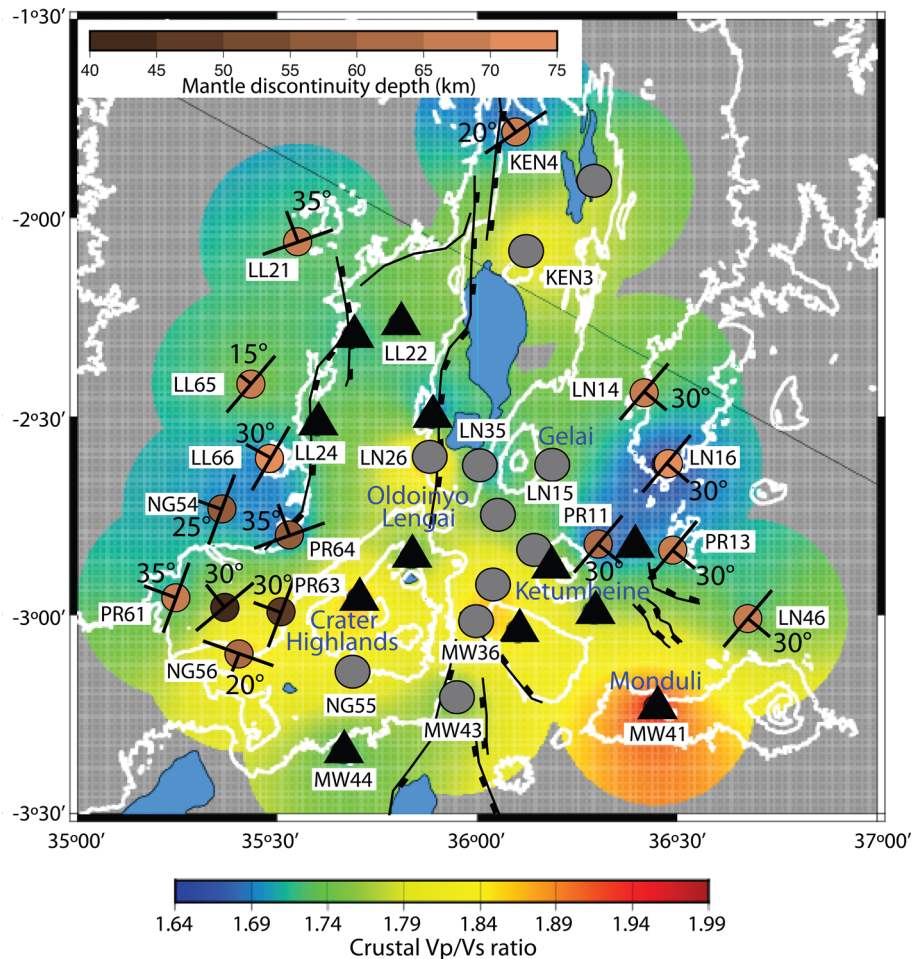 -1°30′
40 45 50 55 60 65 70 75
Mantle discontinuity depth (km)
20°
KEN4
35°
-2°00′
LL21
KEN3
LL22
15°
LL65
LN14
30°
30°
LN35
Gelai
LL66
LL24
LN26
LN16
-2°30′
NG54
25°
35°
Oldoinyo
Lengai
LN15
30°
PR11
PR64
PR13
30°
30°
35°
30°
30°
PR63
Ketumbeine
PR61
-3°00′
Crater
Highlands
LN46
30°
NG56
20°
MW36
Monduli
NG55
MW43
MW41
MW44
-3°30′
35°00′ 35°30′ 36°00′ 36°30′ 37°00′
1.64 1.69 1.74 1.79 1.84 1.89 1.94 1.99
Crustal Vp/Vs ratio